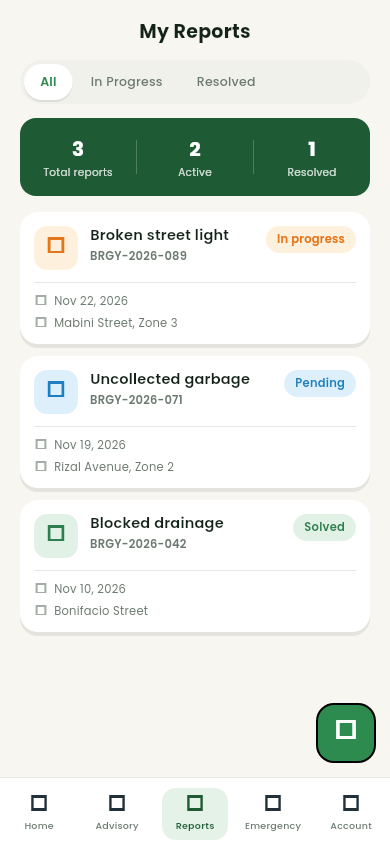 My Reports
All
In Progress
Resolved
3
2
1
Total reports
Active
Resolved
Broken street light
In progress
BRGY-2026-089
Nov 22, 2026
Mabini Street, Zone 3
Uncollected garbage
Pending
BRGY-2026-071
Nov 19, 2026
Rizal Avenue, Zone 2
Blocked drainage
Solved
BRGY-2026-042
Nov 10, 2026
Bonifacio Street
Home
Advisory
Reports
Emergency
Account